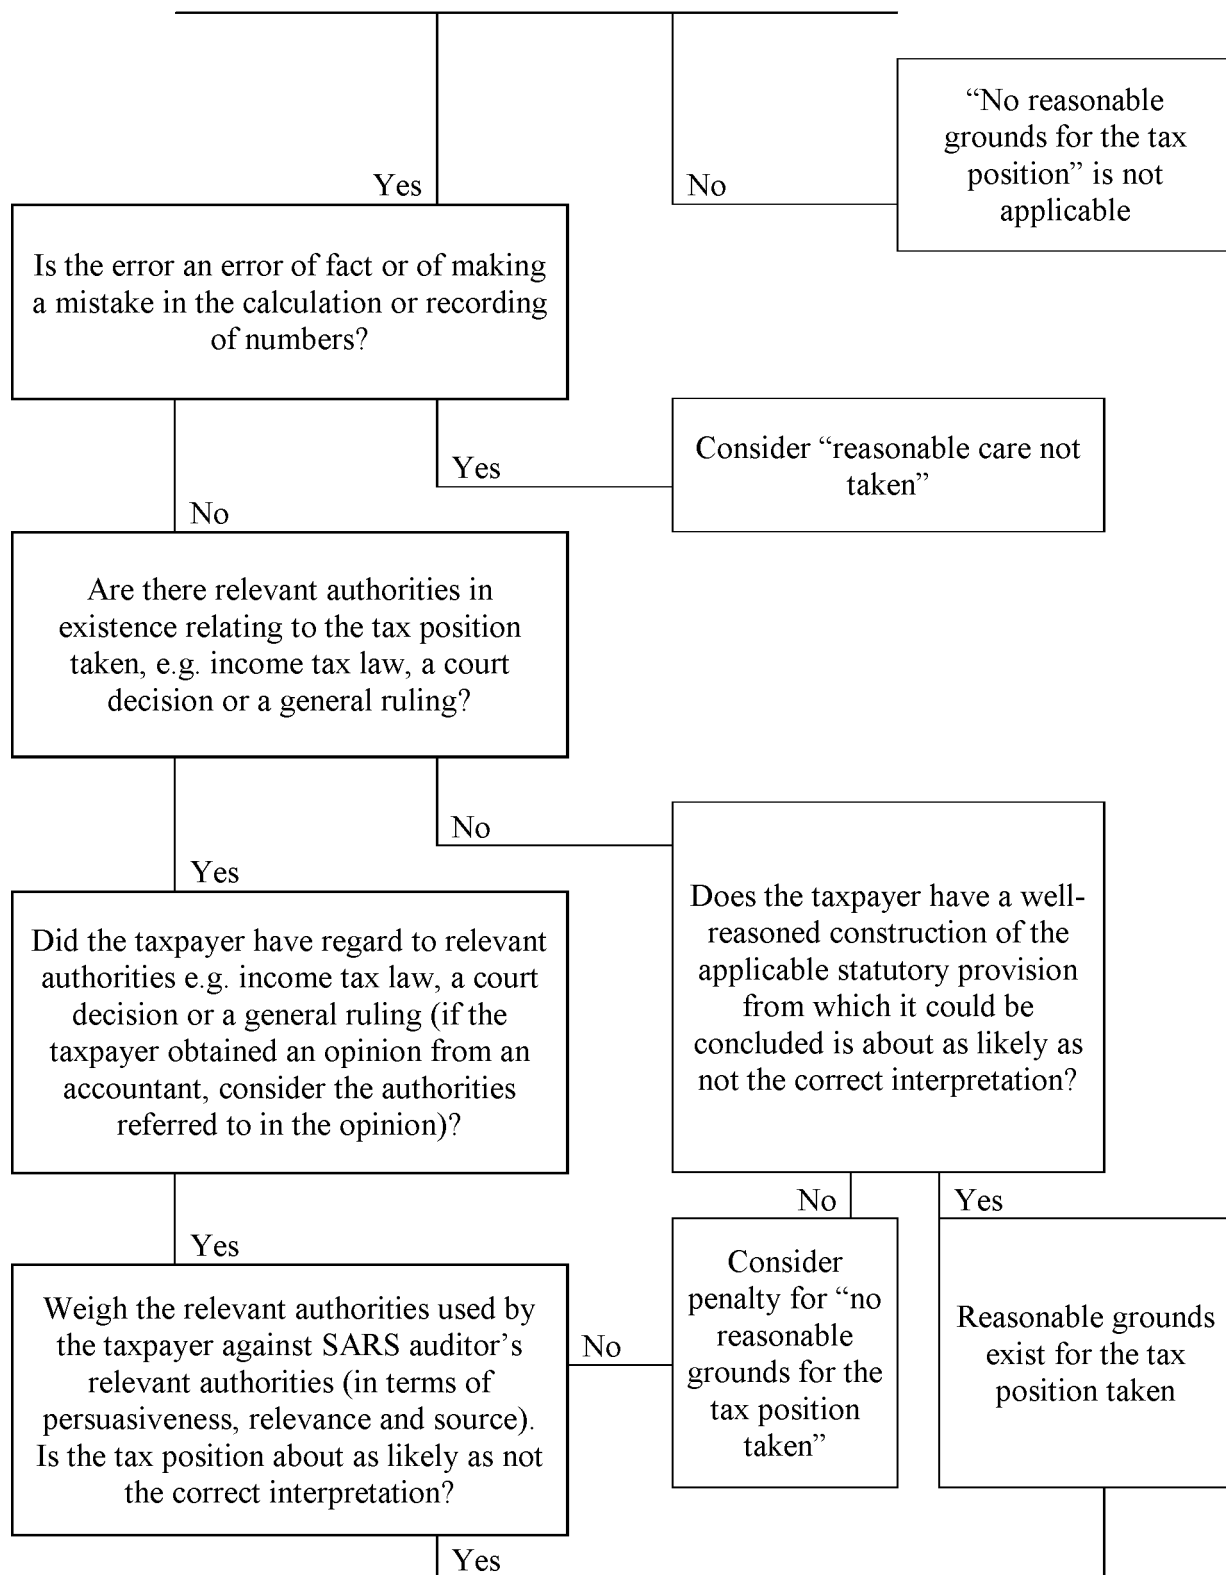 “No reasonable
grounds for the tax
position” is not
applicable
Yes
No
Is the error an error of fact or of making
a mistake in the calculation or recording
of numbers?
Yes
Consider “reasonable care not
taken”
No
Are there relevant authorities in
existence relating to the tax position
taken, e.g. income tax law, a court
decision or a general ruling?
No
Yes
Does the taxpayer have a well-
reasoned construction of the
applicable statutory provision
from which it could be
concluded is about as likely as
not the correct interpretation?
Did the taxpayer have regard to relevant
authorities e.g. income tax law, a court
decision or a general ruling (if the
taxpayer obtained an opinion from an
accountant, consider the authorities
referred to in the opinion)?
No
Yes
Yes
Consider
penalty for “no
reasonable
grounds for the
tax position
taken”
Reasonable grounds
exist for the tax
position taken
Weigh the relevant authorities used by
the taxpayer against SARS auditor’s
relevant authorities (in terms of
persuasiveness, relevance and source).
Is the tax position about as likely as not
the correct interpretation?
No
Yes